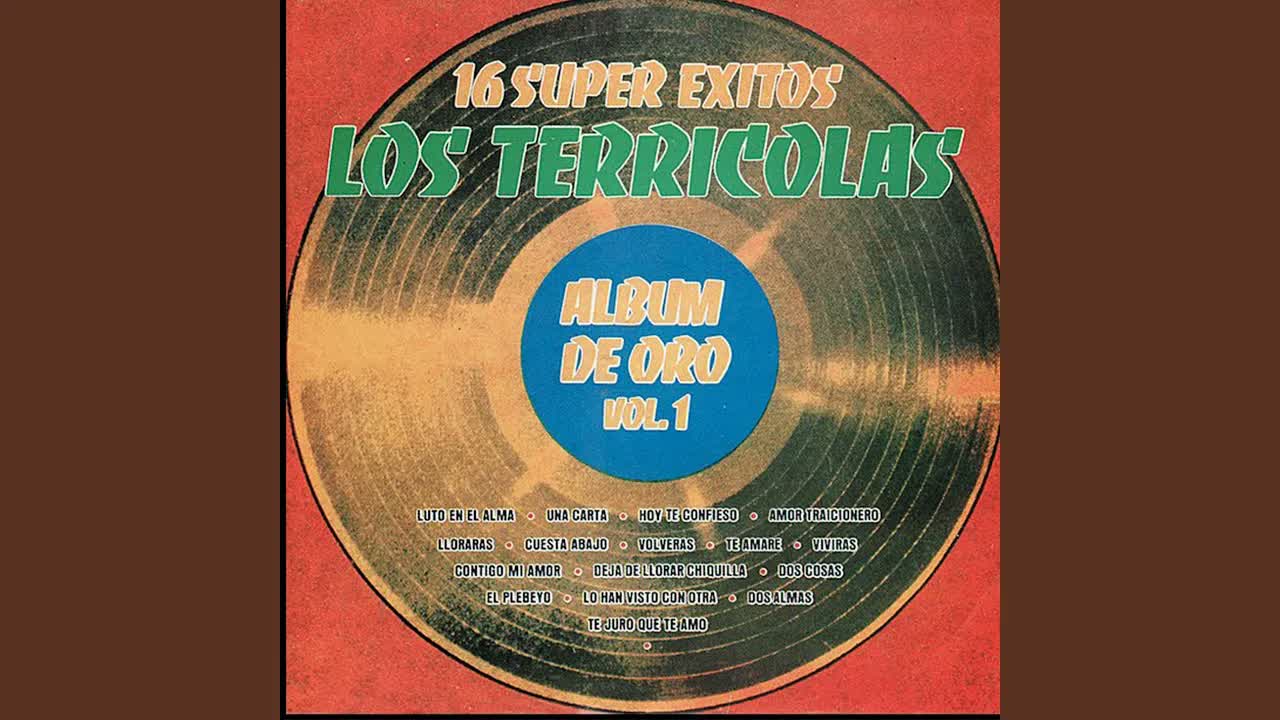 16 SUPER EXITOS
LOS TERRICOLAS
ALBUM
DE ORO
VOL. 1
LUTO EN EL ALMA • UNA CARTA • HOY TE CONFIESO • AMOR TRAICIONERO
LLORARAS • CUESTA ABAJO • VOLVERAS • TE AMARE • VIVIRAS
CONTIGO MI AMOR • DEJA DE LLORAR CHIQUILLA • DOS COSAS
EL PLEBEYO • LO HAN VISTO CON OTRA • DOS ALMAS
TE JURO QUE TE AMO